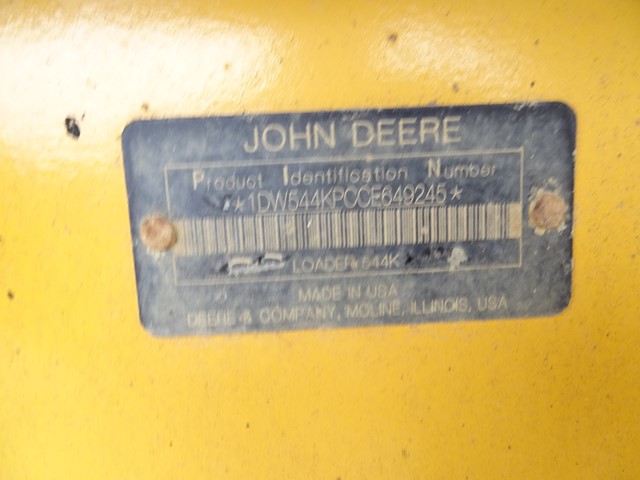 JOHN DEERE
Product Identification Number
*1DW544KPCCE649245*
LOADER 544K
MADE IN USA
DEERE & COMPANY, MOLINE, ILLINOIS, USA